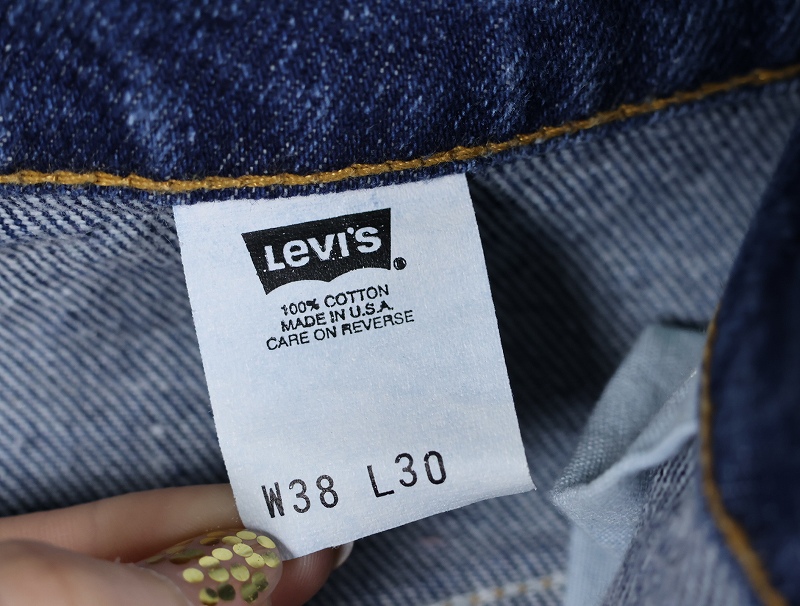 Levi's
100% COTTON
MADE IN U.S.A.
CARE ON REVERSE
W38 L30